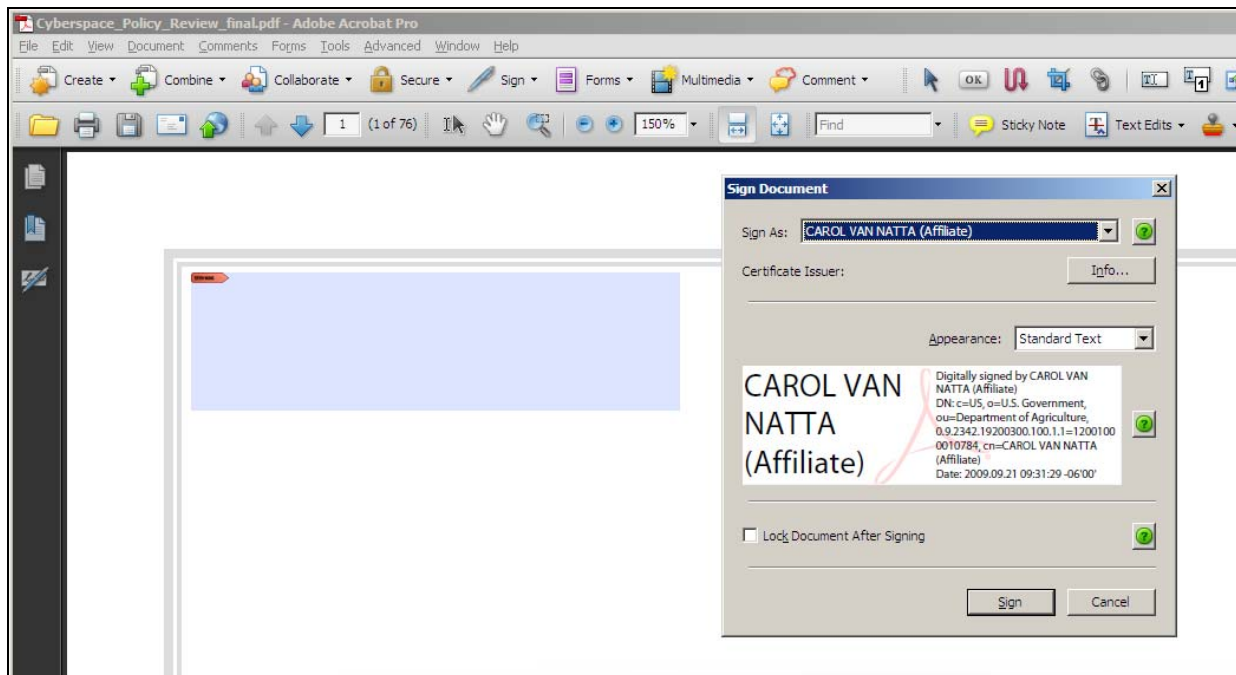 Cyberspace_Policy_Review_final.pdf - Adobe Acrobat Pro
File Edit View Document Comments Forms Tools Advanced Window Help
Create Combine Collaborate Secure Sign Forms Multimedia Comment OK T 1
1 (1 of 76) 150% Find Sticky Note T Text Edits
Sign Document
Sign As: CAROL VAN NATTA (Affiliate) ?
Certificate Issuer: Info...
Appearance: Standard Text
CAROL VAN
NATTA
(Affiliate)
Digitally signed by CAROL VAN
NATTA (Affiliate)
DN: c=US, o=U.S. Government,
ou=Department of Agriculture,
0.9.2342.19200300.100.1.1=1200100
0010784, cn=CAROL VAN NATTA
(Affiliate)
Date: 2009.09.21 09:31:29 -06'00'
?
Lock Document After Signing ?
Sign Cancel